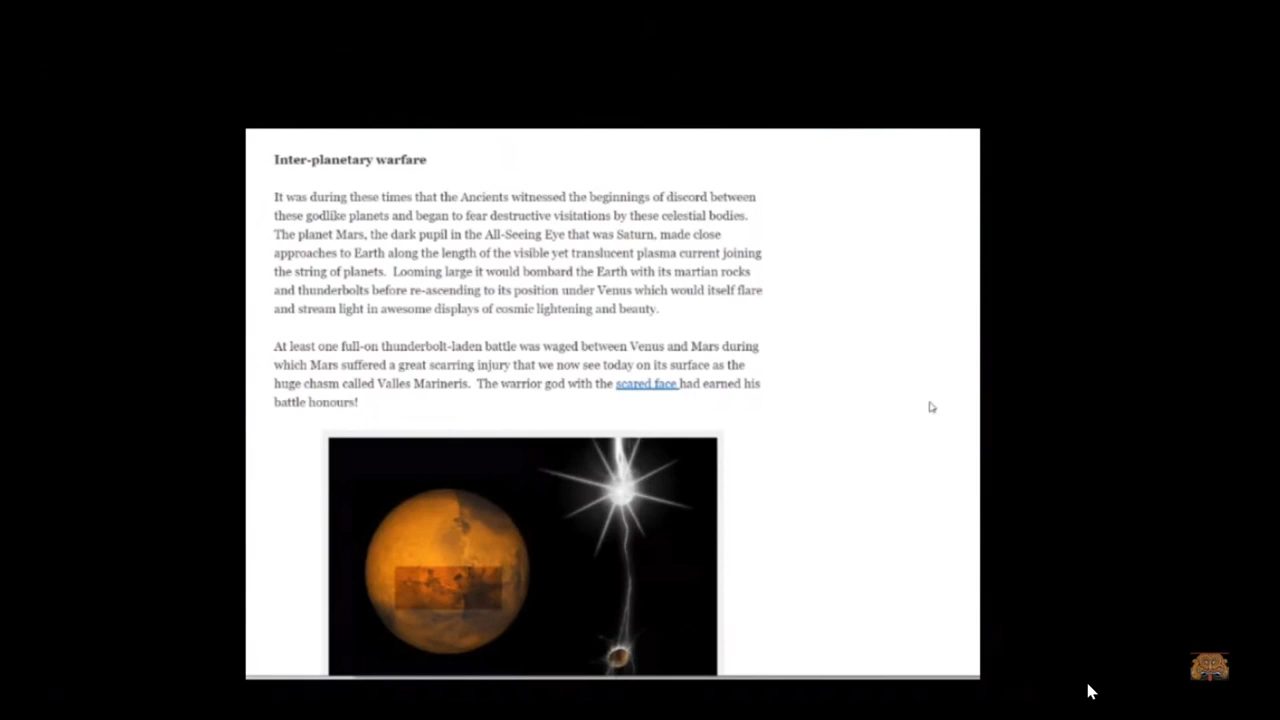 Inter-planetary warfare
It was during these times that the Ancients witnessed the beginnings of discord between
these godlike planets and began to fear destructive visitations by these celestial bodies.
The planet Mars, the dark pupil in the All-Seeing Eye that was Saturn, made close
approaches to Earth along the length of the visible yet translucent plasma current joining
the string of planets.  Looming large it would bombard the Earth with its martian rocks
and thunderbolts before re-ascending to its position under Venus which would itself flare
and stream light in awesome displays of cosmic lightening and beauty.
At least one full-on thunderbolt-laden battle was waged between Venus and Mars during
which Mars suffered a great scarring injury that we now see today on its surface as the
huge chasm called Valles Marineris.  The warrior god with the scared face had earned his
battle honours!